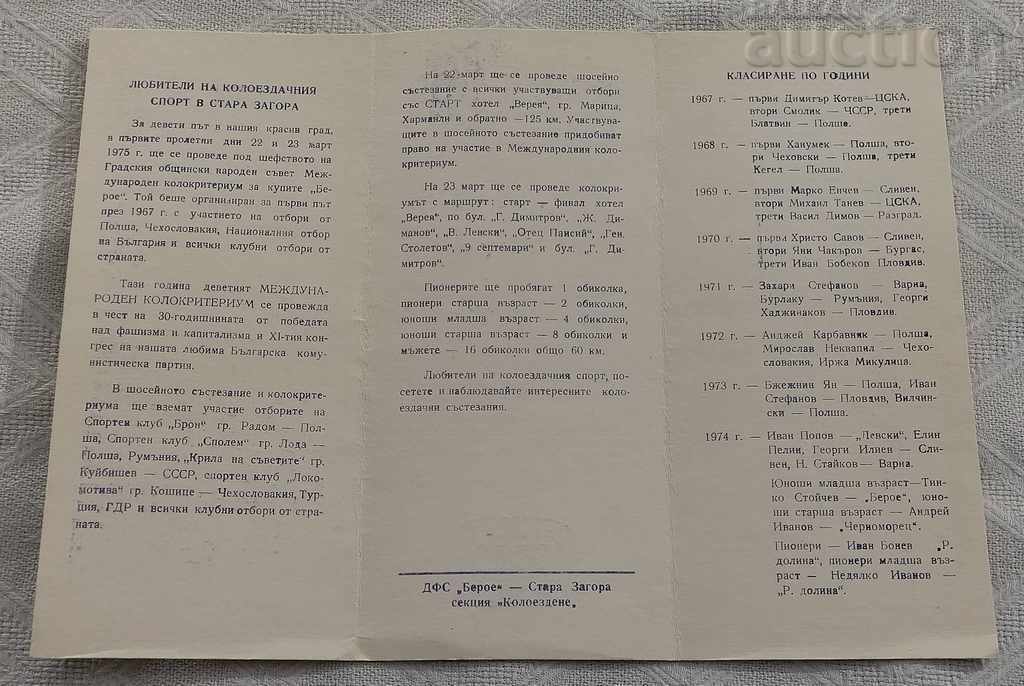 ЛЮБИТЕЛИ НА КОЛОЕЗДАЧНИЯ
СПОРТ В СТАРА ЗАГОРА
За девети път в нашия красив град,
в първите пролетни дни 22 и 23 март
1975 г. ще се проведе под шефството на
Градския общински народен съвет Меж-
дународен колокритериум за купите „Бе-
рое". Той беше организиран за първи път
през 1967 г. с участието на отбори от
Полша, Чехословакия, Националния отбор
на България и всички клубни отбори от
страната.
Тази година деветият МЕЖДУНА-
РОДЕН КОЛОКРИТЕРИУМ се провежда
в чест на 30-годишнината от победата
над фашизма и капитализма и XI-тия кон-
грес на нашата любима Българска кому-
нистическа партия.
В шосейното състезание и колокрите-
риума ще вземат участие отборите на
Спортен клуб „Брон" гр. Радом — Пол-
ша, Спортен клуб „Сполем" гр. Лодз —
Полша, Румъния, „Крила на съветите" гр.
Куйбишев — СССР, спортен клуб „Локо-
мотива" гр. Кошице — Чехословакия, Тур-
ция, ГДР и всички клубни отбори от стра-
ната.
На 22 март ще се проведе шосейно
състезание с всички участвуващи отбори
със СТАРТ хотел „Верея", гр. Марица,
Харманли и обратно —125 км. Участвува-
щите в шосейното състезание придобиват
право на участие в Международния коло-
критериум.
На 23 март ще се проведе колокри-
риумът с маршрут: старт — финал хотел
„Верея", по бул. „Г. Димитров", „Ж. Ди-
манов", „В. Левски", „Отец Паисий", „Ген.
Столетов", „9 септември" и бул. „Г. Ди-
митров".
Пионерите ще пробягат 1 обиколка,
пионери старша възраст — 2 обиколки,
юноши младша възраст — 4 обиколки,
юноши старша възраст — 8 обиколки и
мъжете — 16 обиколки общо 60 км.
Любители на колоездачния спорт, по-
сетете и наблюдавайте интересните коло-
ездачни състезания.
ДФС „Берое" — Стара Загора
секция „Колоездене„
КЛАСИРАНЕ ПО ГОДИНИ
1967 г. — първи Димитър Котев—ЦСКА,
втори Смолик — ЧССР, трети
Блатвин — Полша.
1968 г. — първи Ханумек — Полша, вто-
ри Чеховски — Полша, трети
Кегел — Полша.
1969 г. — първи Марко Енчев — Сливен,
втори Михаил Танев — ЦСКА,
трети Васил Димов — Разград.
1970 г. — първи Христо Савов — Сливен,
втори Яни Чакъров — Бургас,
трети Иван Бобеков Пловдив.
1971 г. — Захари Стефанов — Варна,
Бурлаку — Румъния, Георги
Хаджинаков — Пловдив.
1972 г. — Анджей Карбавняк — Полша,
Мирослав Неквапил — Чехо-
словакия, Иржа Микулица.
1973 г. — Бжежнин Ян — Полша, Иван
Стефанов — Пловдив, Вилчин-
ски — Полша.
1974 г. — Иван Попов — „Левски", Елин
Пелин, Георги Илиев — Сли-
вен, Н. Стайков— Варна.
Юноши младша възраст—Тин-
ко Стойчев — „Берое", юно-
ши старша възраст — Андрей
Иванов — „Черноморец".
Пионери — Иван Бонев „Р.
долина", пионери младша въз-
раст — Недялко Иванов —
„Р. долина".